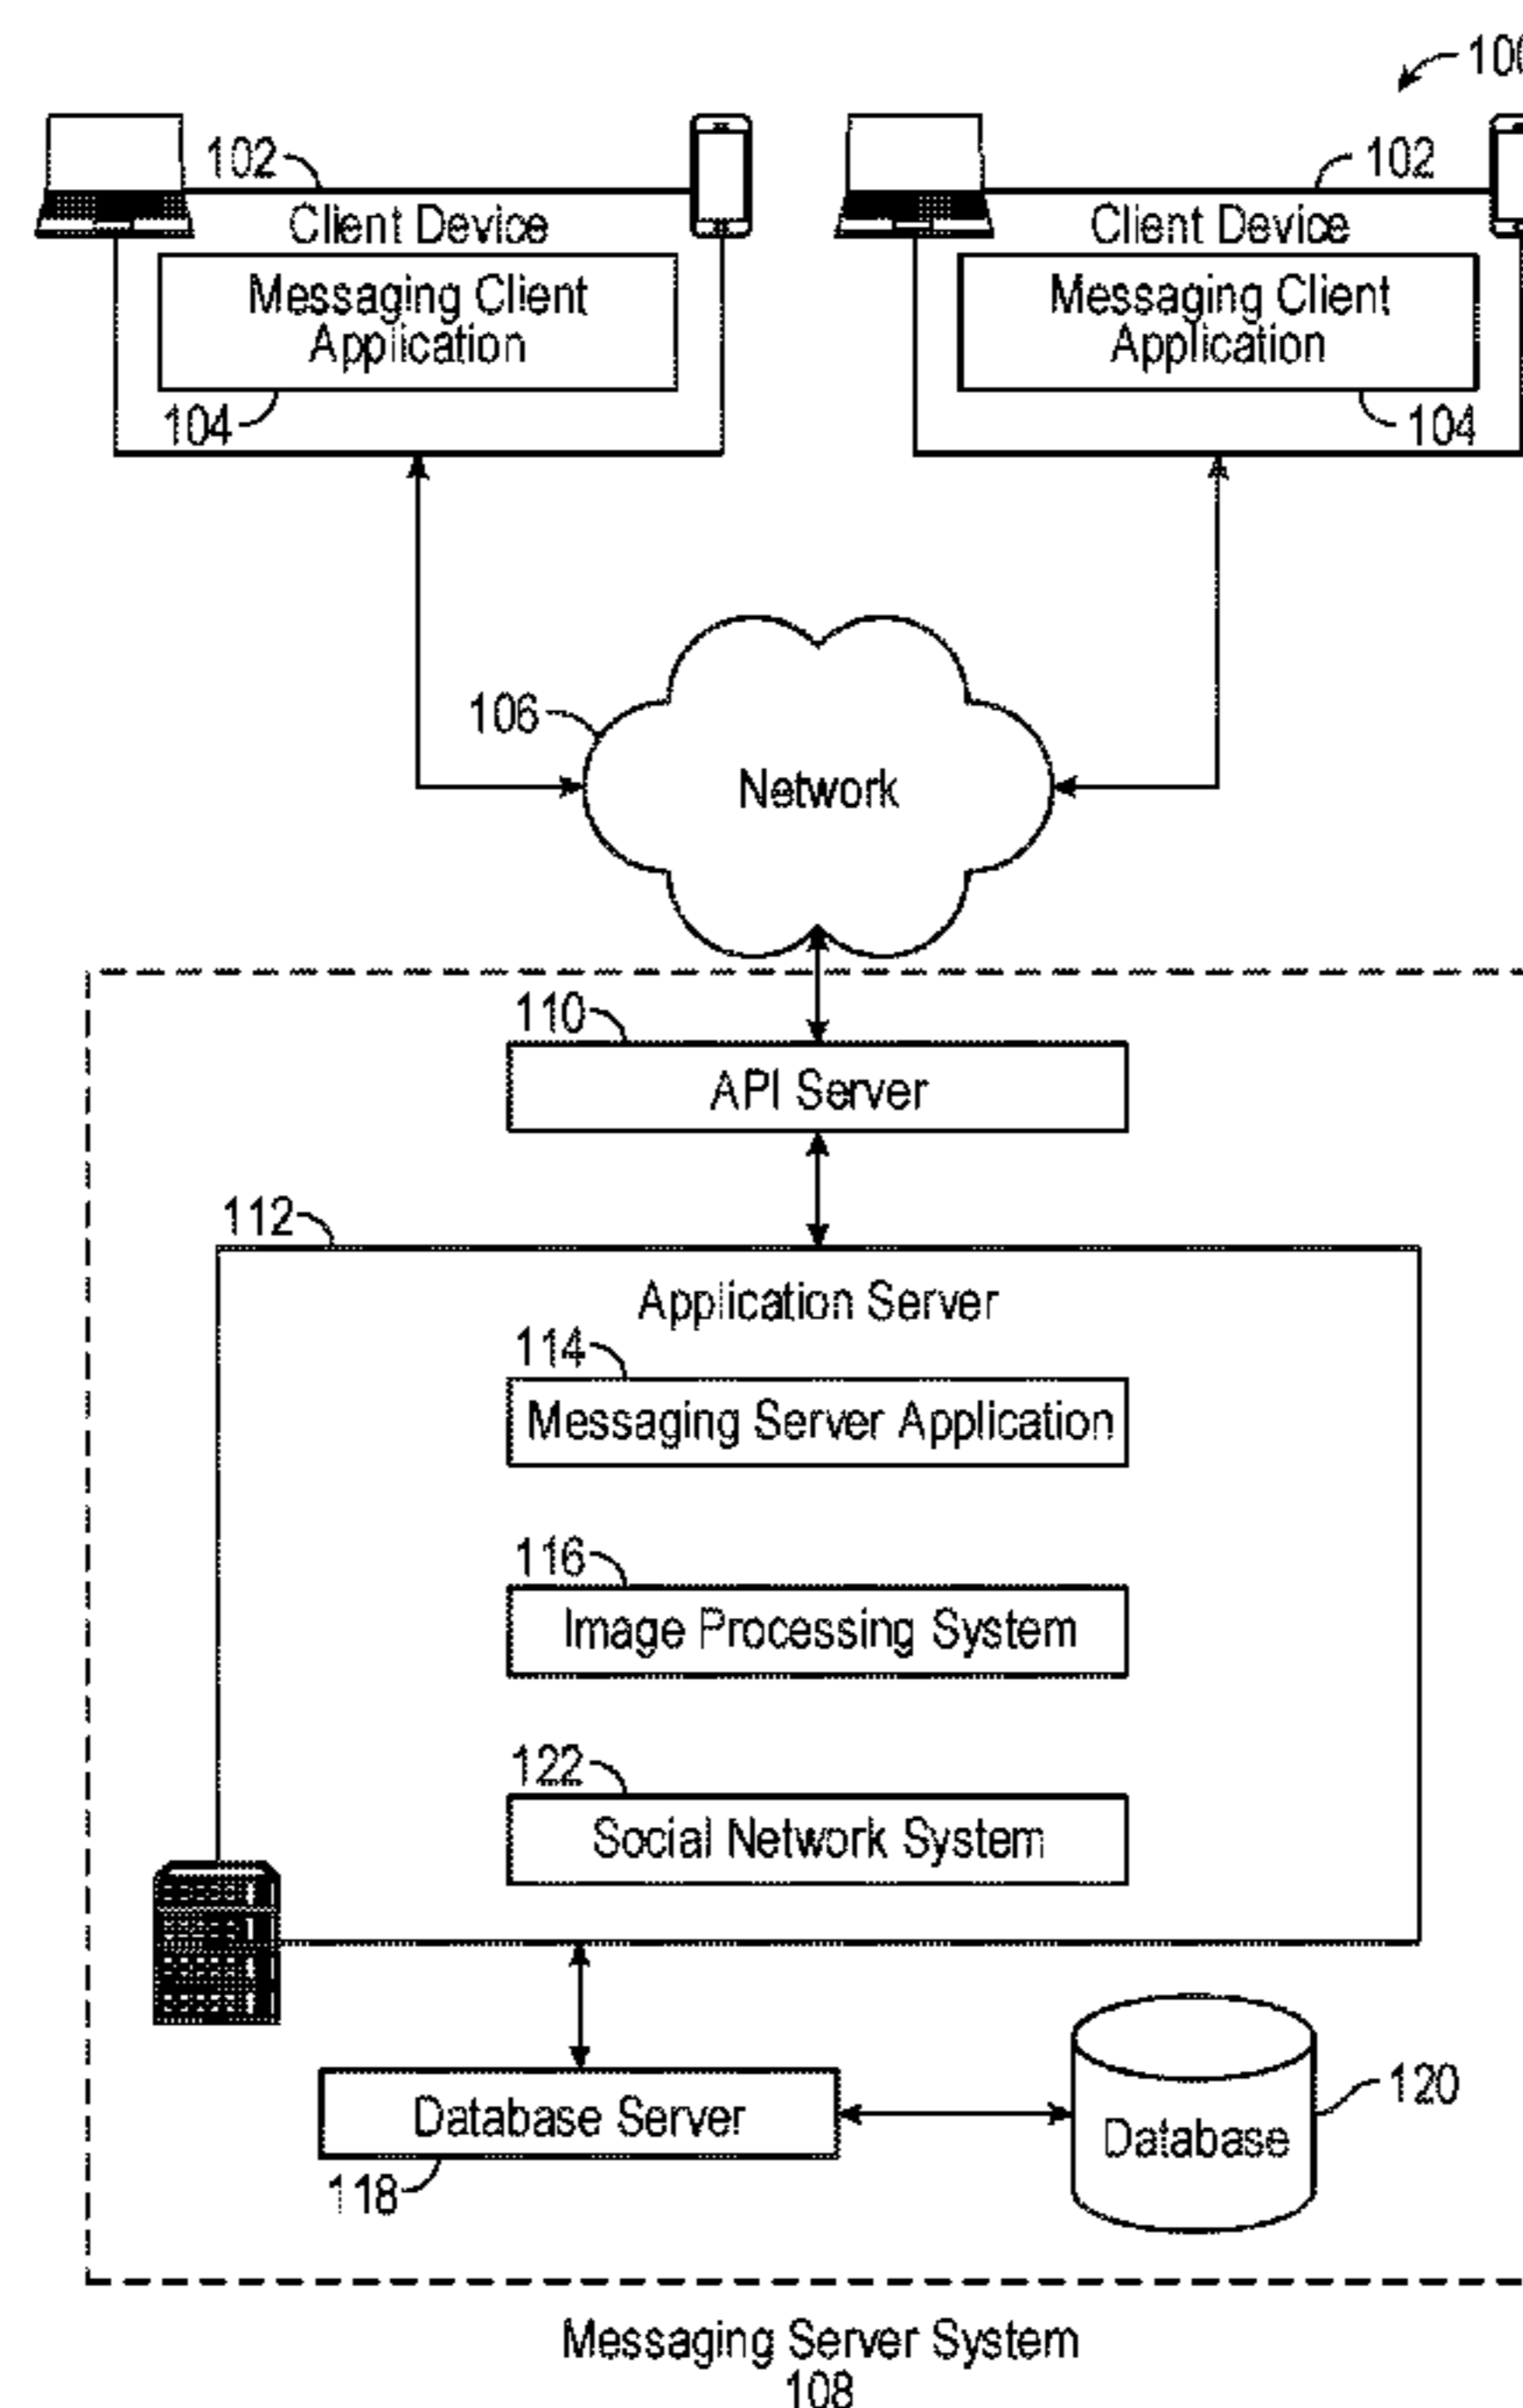 100
102
102
Client Device
Client Device
Messaging Client
Application
Messaging Client
Application
104
104
106
Network
110
API Server
112
Application Server
114
Messaging Server Application
116
Image Processing System
122
Social Network System
Database Server
118
Database
120
Messaging Server System
108